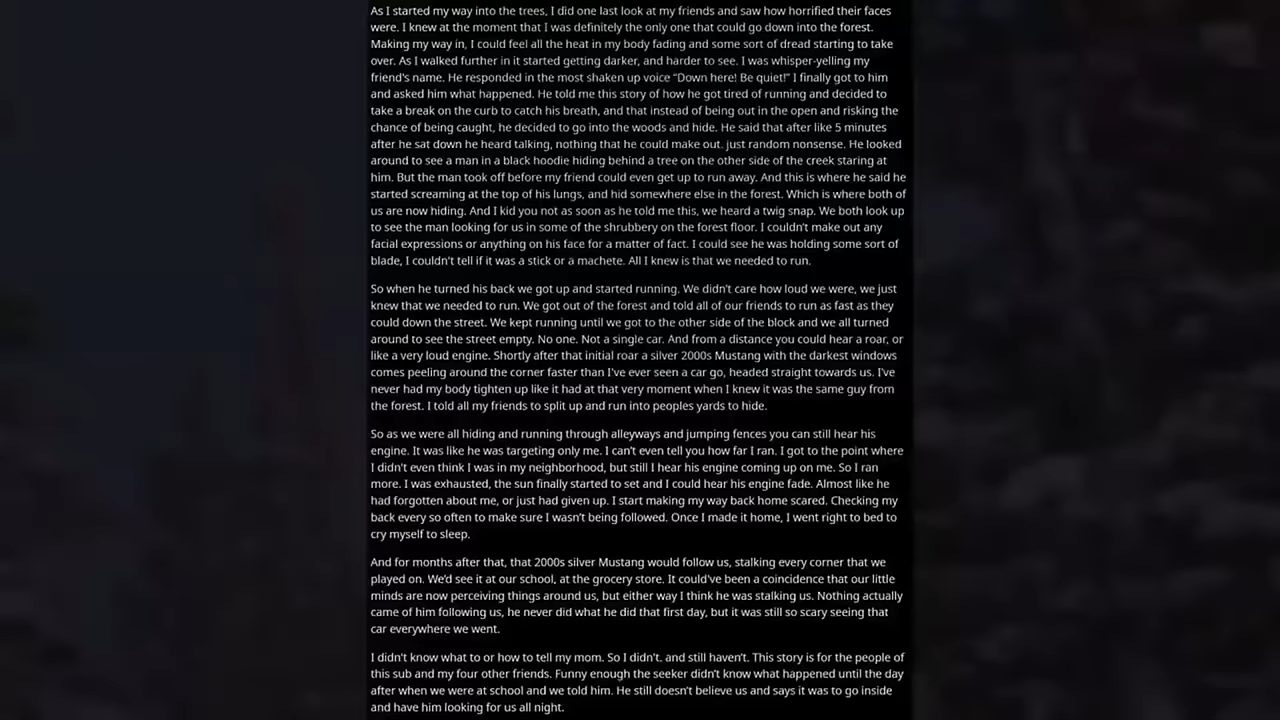 As I started my way into the trees, I did one last look at my friends and saw how horrified their faces
were. I knew at the moment that I was definitely the only one that could go down into the forest.
Making my way in, I could feel all the heat in my body fading and some sort of dread starting to take
over. As I walked further in it started getting darker, and harder to see. I was whisper-yelling my
friend's name. He responded in the most shaken up voice “Down here! Be quiet!” I finally got to him
and asked him what happened. He told me this story of how he got tired of running and decided to
take a break on the curb to catch his breath, and that instead of being out in the open and risking the
chance of being caught, he decided to go into the woods and hide. He said that after like 5 minutes
after he sat down he heard talking, nothing that he could make out. just random nonsense. He looked
around to see a man in a black hoodie hiding behind a tree on the other side of the creek staring at
him. But the man took off before my friend could even get up to run away. And this is where he said he
started screaming at the top of his lungs, and hid somewhere else in the forest. Which is where both of
us are now hiding. And I kid you not as soon as he told me this, we heard a twig snap. We both look up
to see the man looking for us in some of the shrubbery on the forest floor. I couldn’t make out any
facial expressions or anything on his face for a matter of fact. I could see he was holding some sort of
blade, I couldn't tell if it was a stick or a machete. All I knew is that we needed to run.
So when he turned his back we got up and started running. We didn’t care how loud we were, we just
knew that we needed to run. We got out of the forest and told all of our friends to run as fast as they
could down the street. We kept running until we got to the other side of the block and we all turned
around to see the street empty. No one. Not a single car. And from a distance you could hear a roar, or
like a very loud engine. Shortly after that initial roar a silver 2000s Mustang with the darkest windows
comes peeling around the corner faster than I've ever seen a car go, headed straight towards us. I’ve
never had my body tighten up like it had at that very moment when I knew it was the same guy from
the forest. I told all my friends to split up and run into peoples yards to hide.
So as we were all hiding and running through alleyways and jumping fences you can still hear his
engine. It was like he was targeting only me. I can’t even tell you how far I ran. I got to the point where
I didn't even think I was in my neighborhood, but still I hear his engine coming up on me. So I ran
more. I was exhausted, the sun finally started to set and I could hear his engine fade. Almost like he
had forgotten about me, or just had given up. I start making my way back home scared. Checking my
back every so often to make sure I wasn’t being followed. Once I made it home, I went right to bed to
cry myself to sleep.
And for months after that, that 2000s silver Mustang would follow us, stalking every corner that we
played on. We’d see it at our school, at the grocery store. It could've been a coincidence that our little
minds are now perceiving things around us, but either way I think he was stalking us. Nothing actually
came of him following us, he never did what he did that first day, but it was still so scary seeing that
car everywhere we went.
I didn't know what to or how to tell my mom. So I didn't. and still haven’t. This story is for the people of
this sub and my four other friends. Funny enough the seeker didn’t know what happened until the day
after when we were at school and we told him. He still doesn’t believe us and says it was to go inside
and have him looking for us all night.